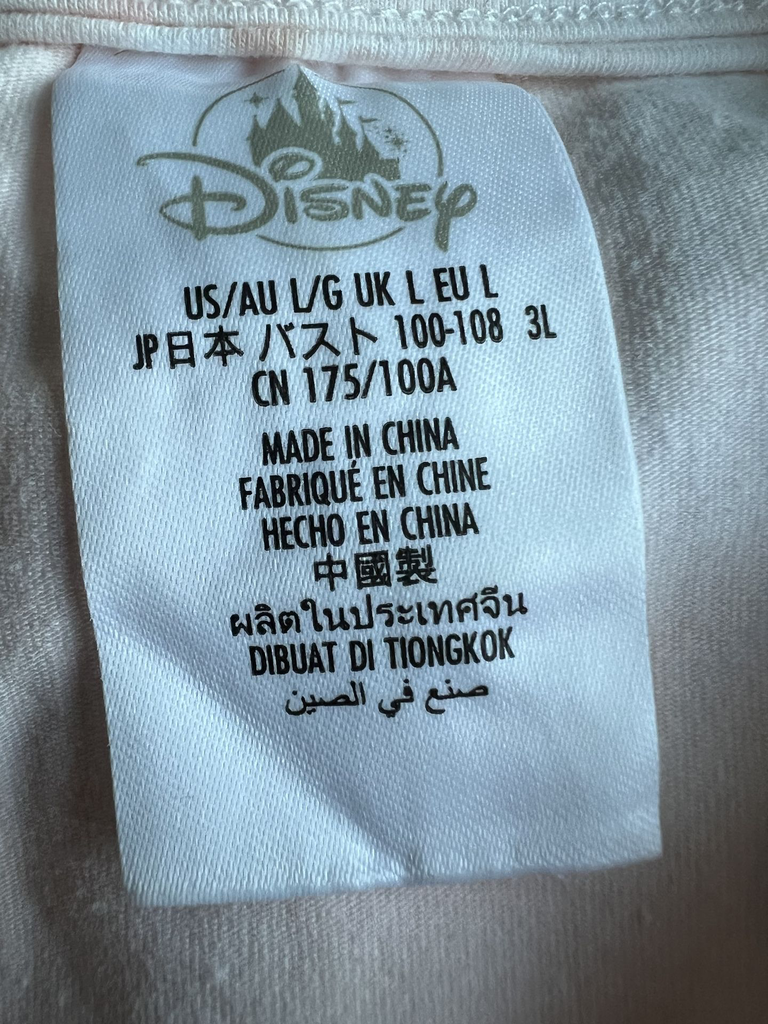 Disney
US/AU L/G UK L EU L
JP日本 バスト 100-108 3L
CN 175/100A
MADE IN CHINA
FABRIQUÉ EN CHINE
HECHO EN CHINA
中國製
ผลิตในประเทศจีน
DIBUAT DI TIONGKOK
صنع في الصين